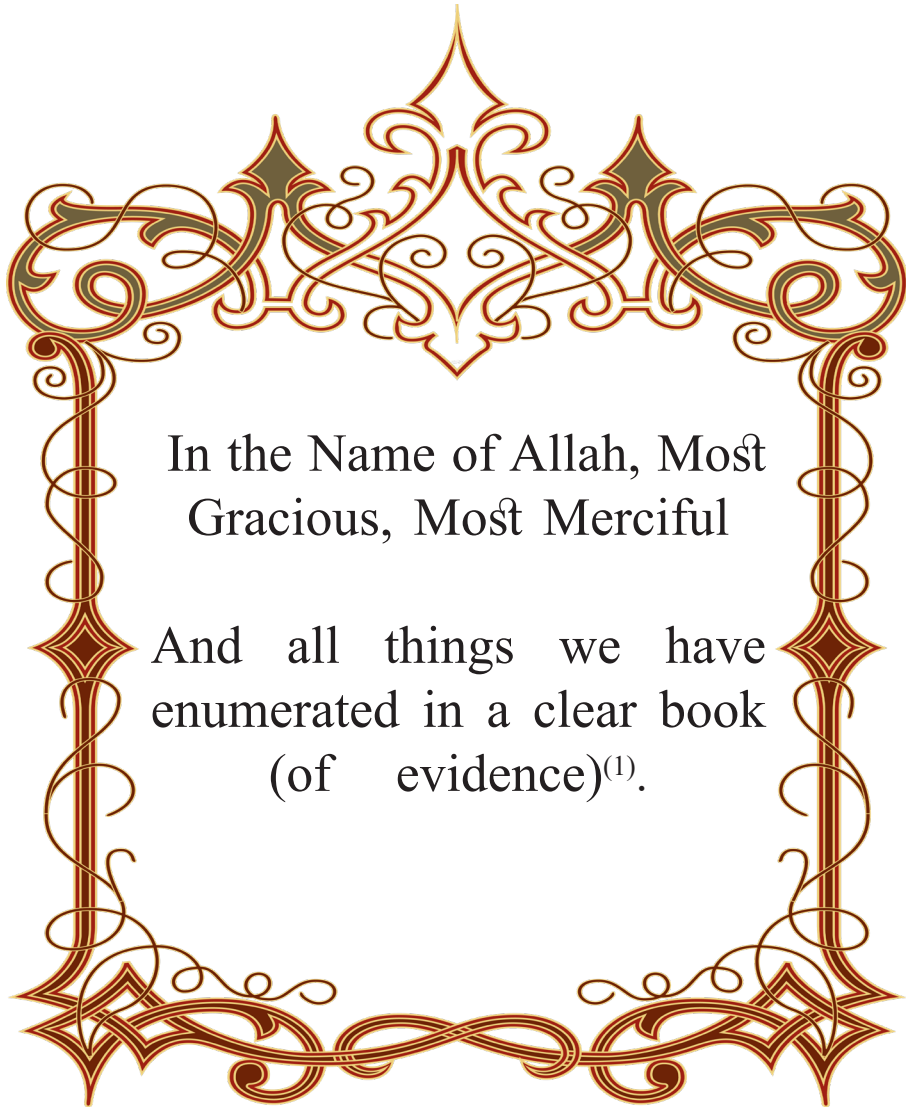 In the Name of Allah, Most
Gracious, Most Merciful
And all things we have
enumerated in a clear book
(of evidence)(1).